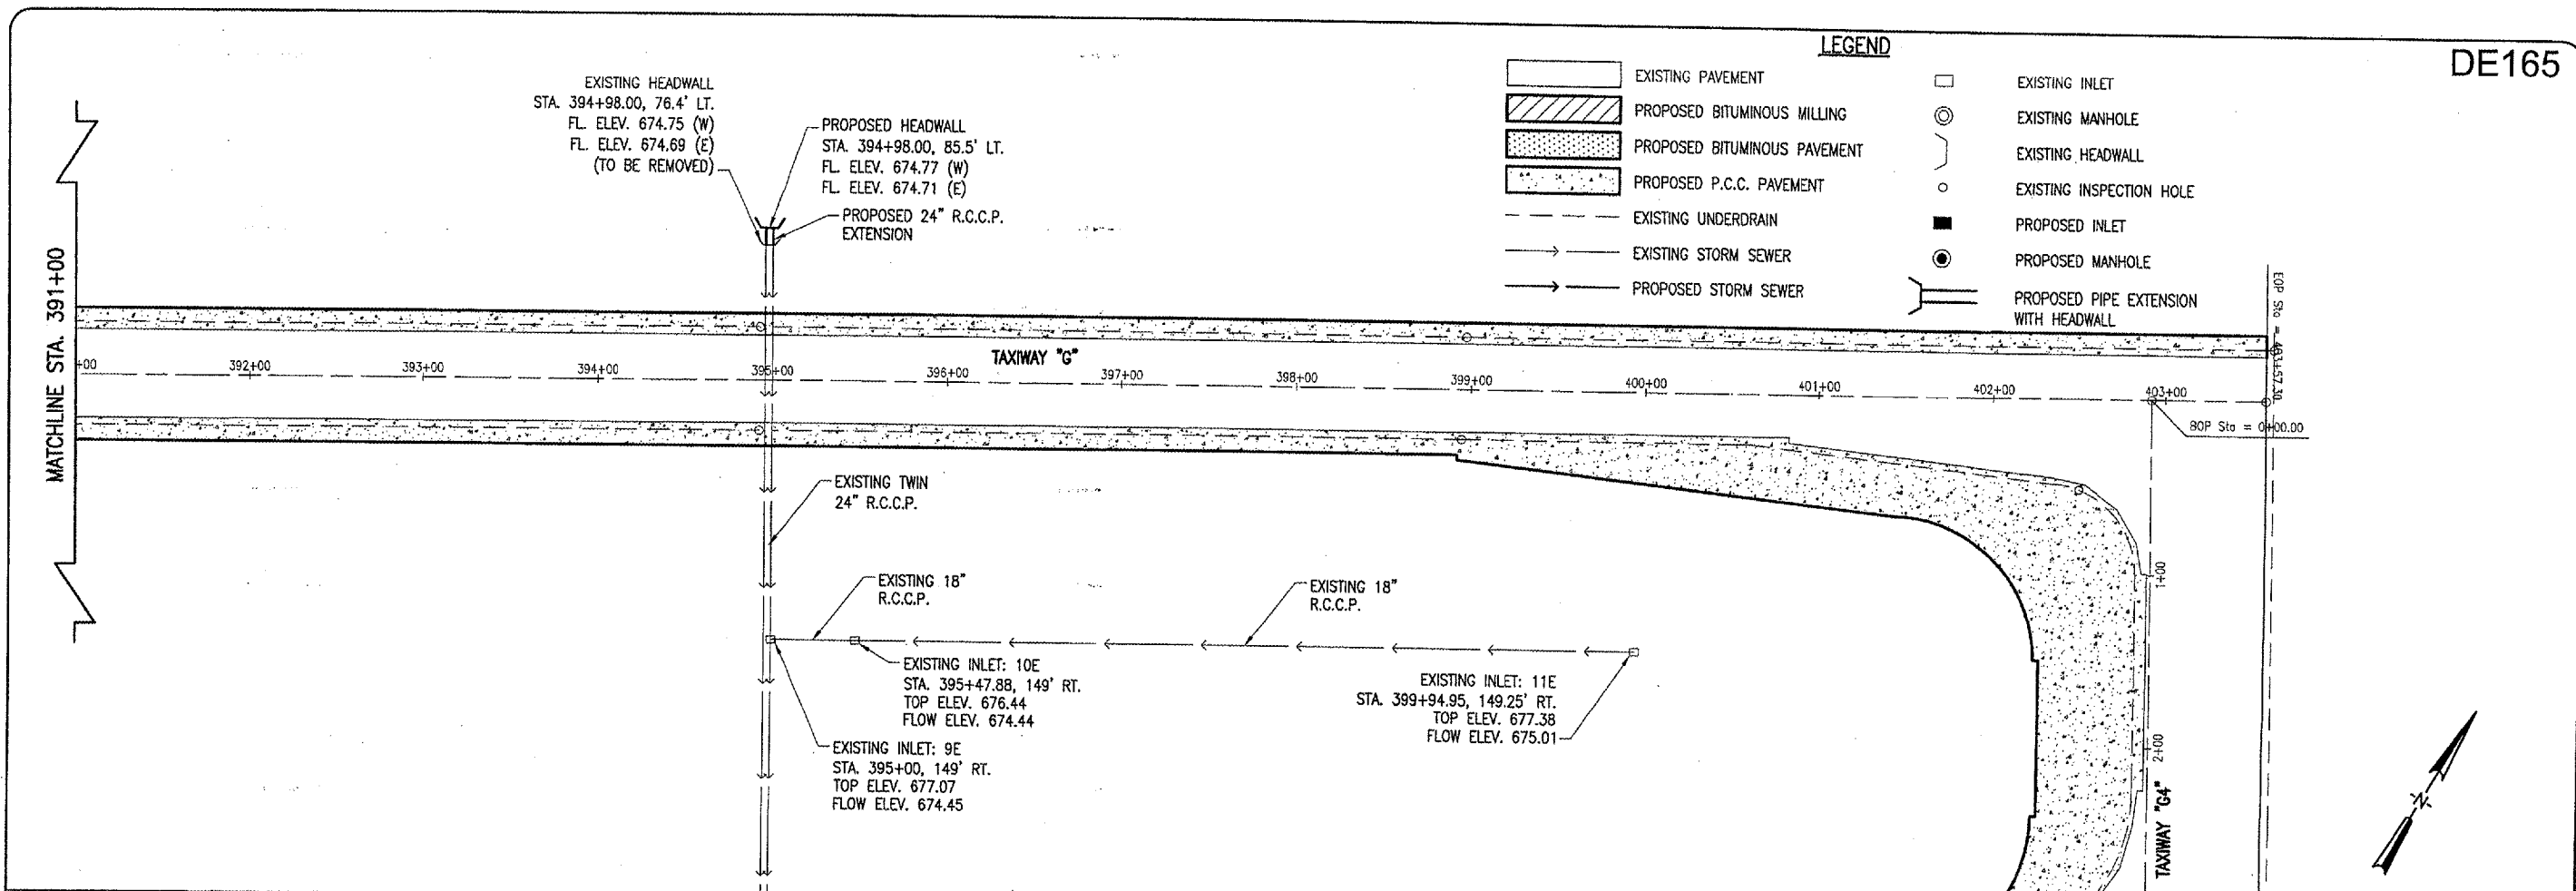 DE165
LEGEND
EXISTING PAVEMENT
PROPOSED BITUMINOUS MILLING
PROPOSED BITUMINOUS PAVEMENT
PROPOSED P.C.C. PAVEMENT
EXISTING UNDERDRAIN
EXISTING STORM SEWER
PROPOSED STORM SEWER
EXISTING INLET
EXISTING MANHOLE
EXISTING HEADWALL
EXISTING INSPECTION HOLE
PROPOSED INLET
PROPOSED MANHOLE
PROPOSED PIPE EXTENSION
WITH HEADWALL
EXISTING HEADWALL
STA. 394+98.00, 76.4' LT.
FL. ELEV. 674.75 (W)
FL. ELEV. 674.69 (E)
(TO BE REMOVED)
PROPOSED HEADWALL
STA. 394+98.00, 85.5' LT.
FL. ELEV. 674.77 (W)
FL. ELEV. 674.71 (E)
PROPOSED 24" R.C.C.P.
EXTENSION
MATCHLINE STA. 391+00
TAXIWAY "G"
+00
392+00
393+00
394+00
395+00
396+00
397+00
398+00
399+00
400+00
401+00
402+00
403+00
EOP Sta = 403+57.30
BOP Sta = 0+00.00
EXISTING TWIN
24" R.C.C.P.
EXISTING 18"
R.C.C.P.
EXISTING 18"
R.C.C.P.
EXISTING INLET: 10E
STA. 395+47.88, 149' RT.
TOP ELEV. 676.44
FLOW ELEV. 674.44
EXISTING INLET: 11E
STA. 399+94.95, 149.25' RT.
TOP ELEV. 677.38
FLOW ELEV. 675.01
EXISTING INLET: 9E
STA. 395+00, 149' RT.
TOP ELEV. 677.07
FLOW ELEV. 674.45
1+00
2+00
TAXIWAY "G4"
N